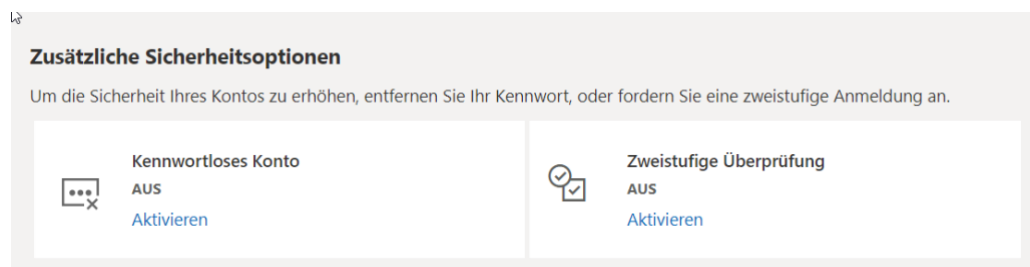 Zusätzliche Sicherheitsoptionen
Um die Sicherheit Ihres Kontos zu erhöhen, entfernen Sie Ihr Kennwort, oder fordern Sie eine zweistufige Anmeldung an.
Kennwortloses Konto
AUS
Aktivieren
Zweistufige Überprüfung
AUS
Aktivieren